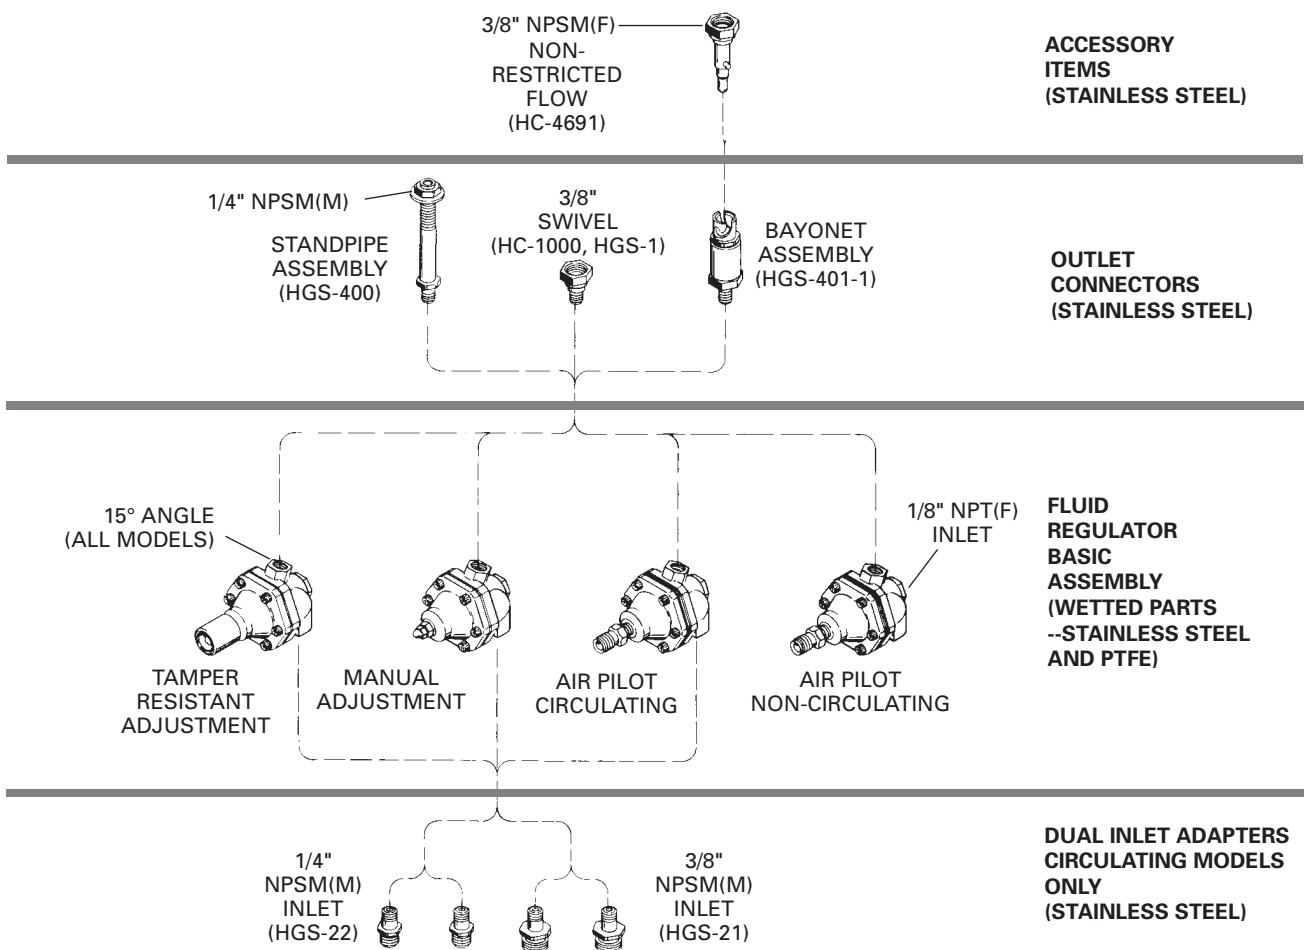 3/8" NPSM(F)
NON-
RESTRICTED
FLOW
(HC-4691)
ACCESSORY
ITEMS
(STAINLESS STEEL)
1/4" NPSM(M)
STANDPIPE
ASSEMBLY
(HGS-400)
3/8"
SWIVEL
(HC-1000, HGS-1)
BAYONET
ASSEMBLY
(HGS-401-1)
OUTLET
CONNECTORS
(STAINLESS STEEL)
15° ANGLE
(ALL MODELS)
1/8" NPT(F)
INLET
TAMPER
RESISTANT
ADJUSTMENT
MANUAL
ADJUSTMENT
AIR PILOT
CIRCULATING
AIR PILOT
NON-CIRCULATING
FLUID
REGULATOR
BASIC
ASSEMBLY
(WETTED PARTS
--STAINLESS STEEL
AND PTFE)
1/4"
NPSM(M)
INLET
(HGS-22)
3/8"
NPSM(M)
INLET
(HGS-21)
DUAL INLET ADAPTERS
CIRCULATING MODELS
ONLY
(STAINLESS STEEL)